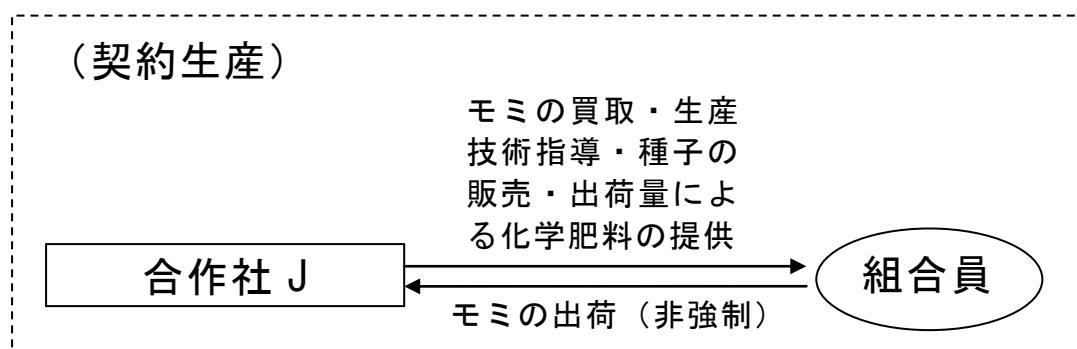 （契約生産）
モミの買取・生産
技術指導・種子の
販売・出荷量によ
る化学肥料の提供
合作社Ｊ
組合員
モミの出荷（非強制）